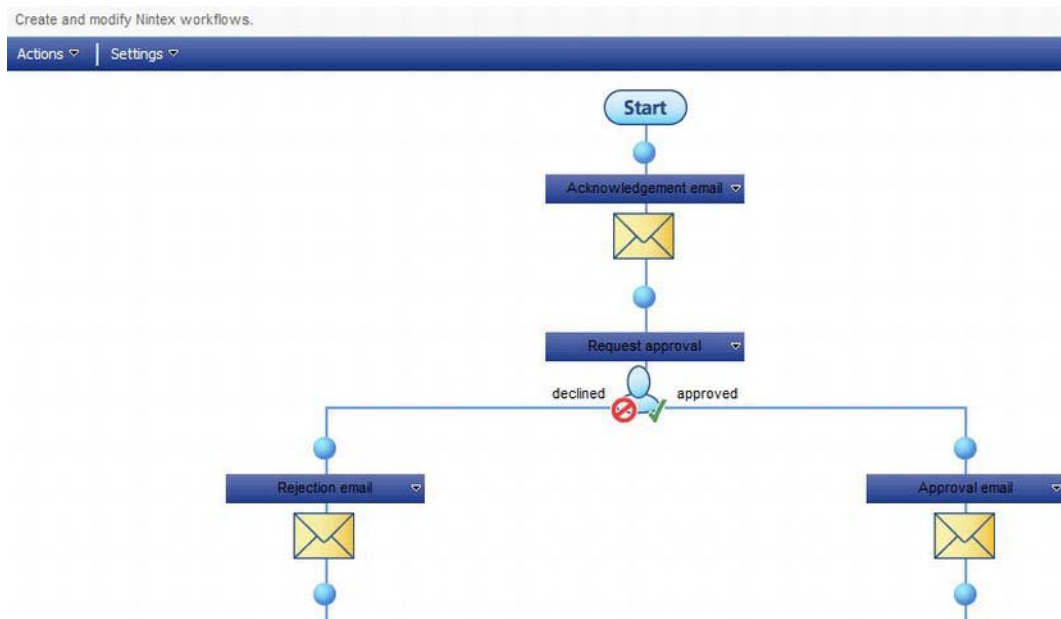 Create and modify Nintex workflows.
Actions Settings
Start
Acknowledgement email
Request approval
declined approved
Rejection email Approval email